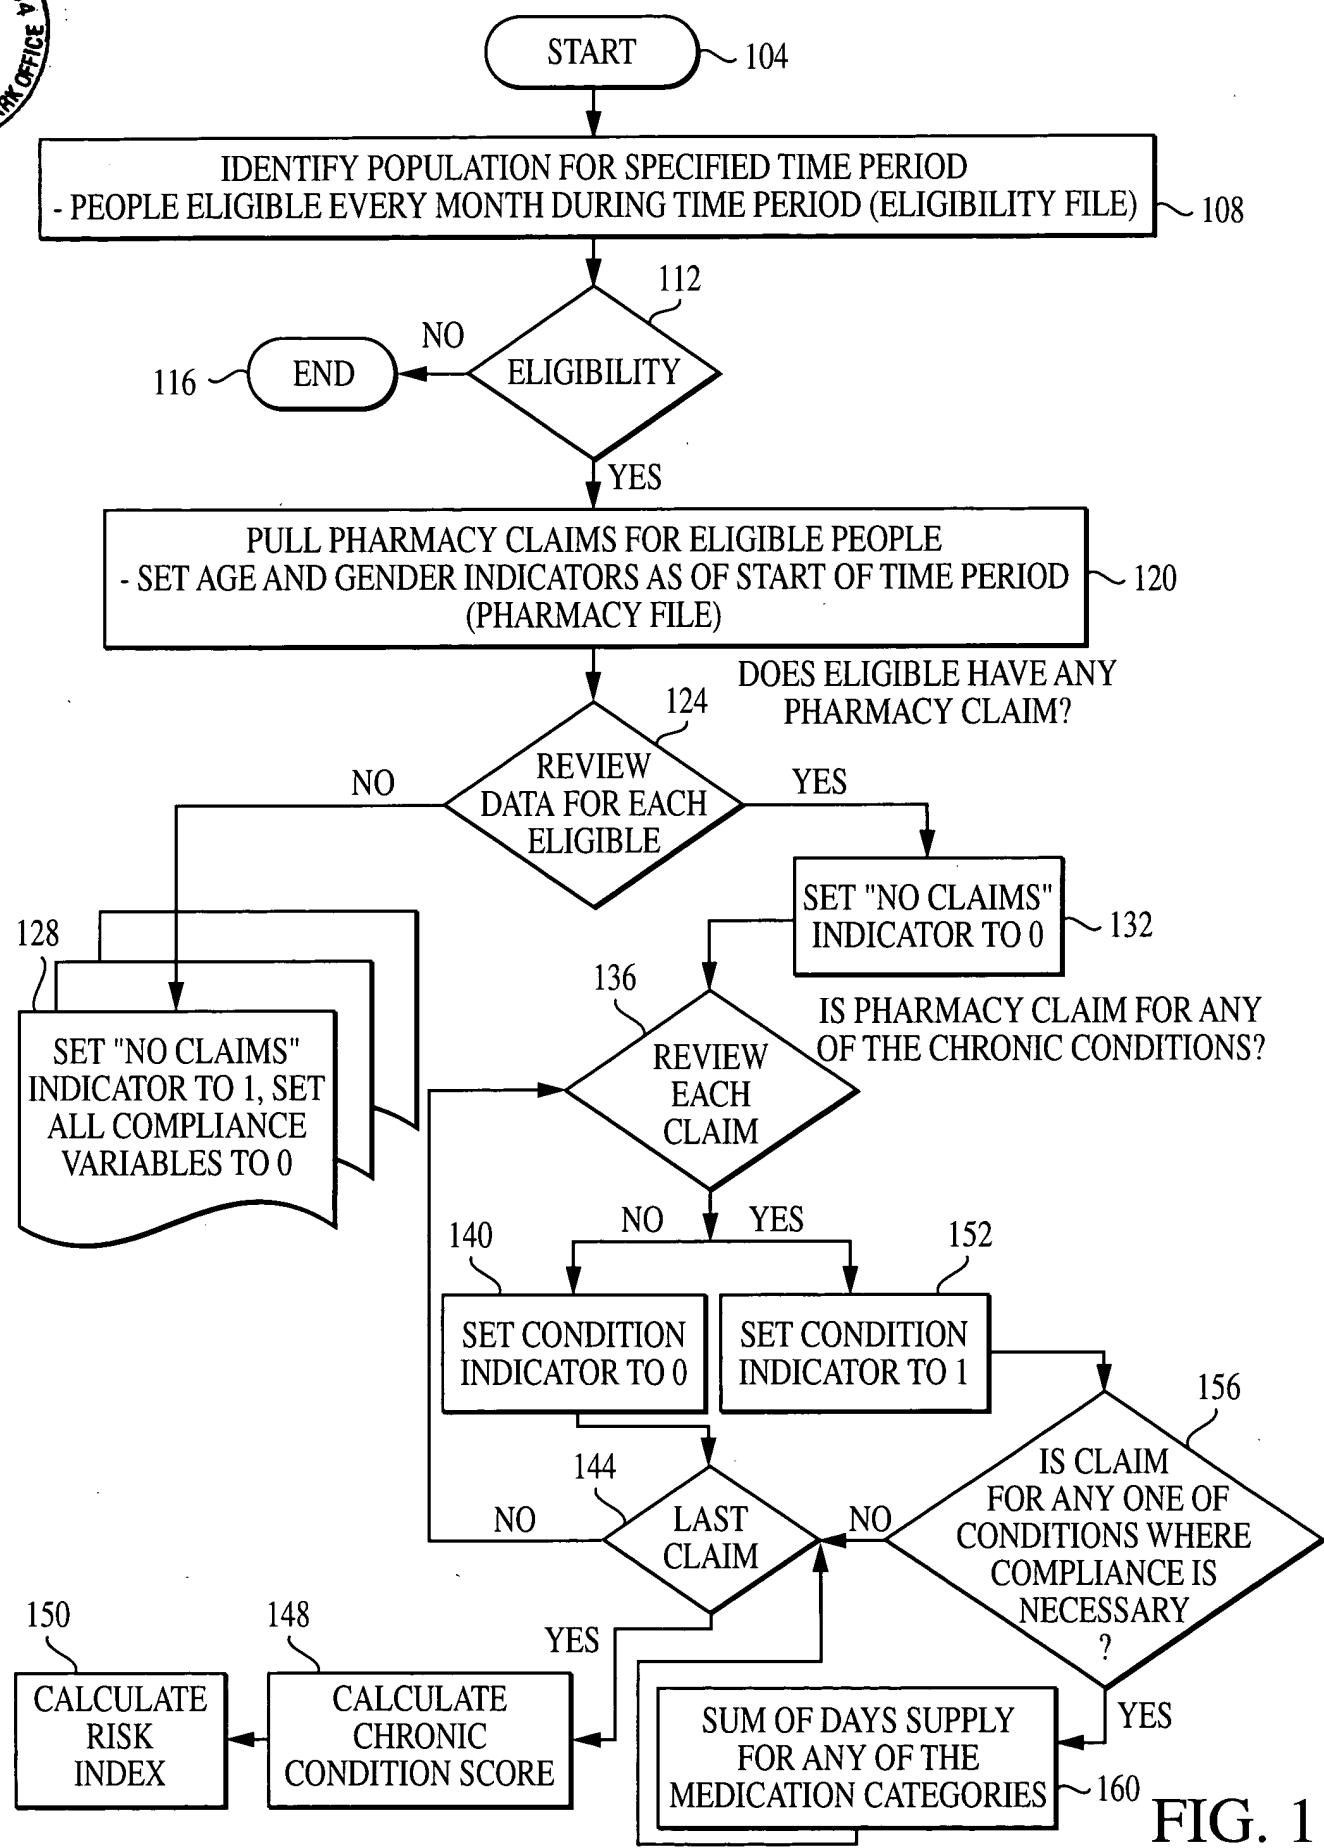 RK OFFICE
START
104
IDENTIFY POPULATION FOR SPECIFIED TIME PERIOD
- PEOPLE ELIGIBLE EVERY MONTH DURING TIME PERIOD (ELIGIBILITY FILE)
108
112
NO
ELIGIBILITY
END
116
YES
PULL PHARMACY CLAIMS FOR ELIGIBLE PEOPLE
- SET AGE AND GENDER INDICATORS AS OF START OF TIME PERIOD
(PHARMACY FILE)
120
DOES ELIGIBLE HAVE ANY
PHARMACY CLAIM?
124
REVIEW
DATA FOR EACH
ELIGIBLE
NO
YES
SET "NO CLAIMS"
INDICATOR TO 0
132
128
SET "NO CLAIMS"
INDICATOR TO 1, SET
ALL COMPLIANCE
VARIABLES TO 0
136
IS PHARMACY CLAIM FOR ANY
OF THE CHRONIC CONDITIONS?
REVIEW
EACH
CLAIM
NO
YES
140
152
SET CONDITION
INDICATOR TO 0
SET CONDITION
INDICATOR TO 1
156
IS CLAIM
FOR ANY ONE OF
CONDITIONS WHERE
COMPLIANCE IS
NECESSARY
?
144
LAST
CLAIM
NO
NO
YES
YES
150
148
CALCULATE
RISK
INDEX
CALCULATE
CHRONIC
CONDITION SCORE
SUM OF DAYS SUPPLY
FOR ANY OF THE
MEDICATION CATEGORIES
160
FIG. 1